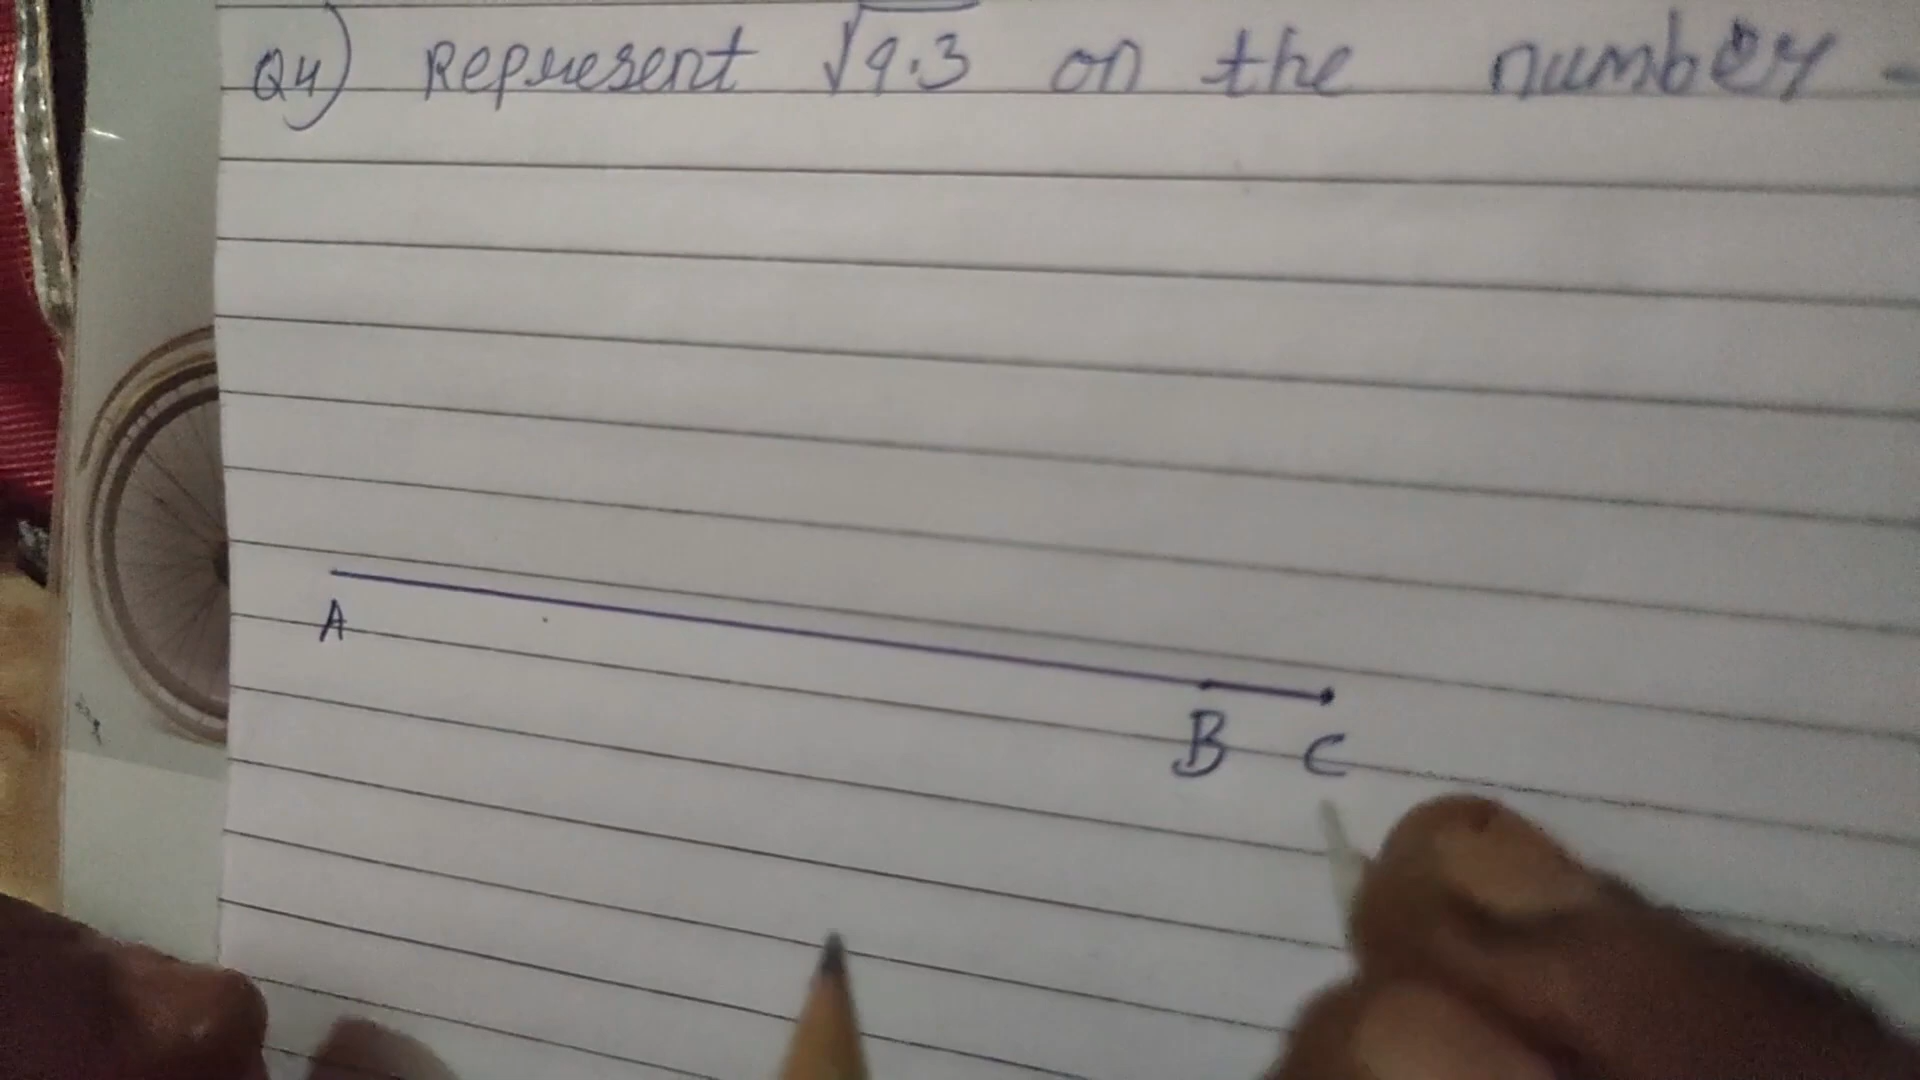 Q4) Represent √9.3 on the number -
A
B C